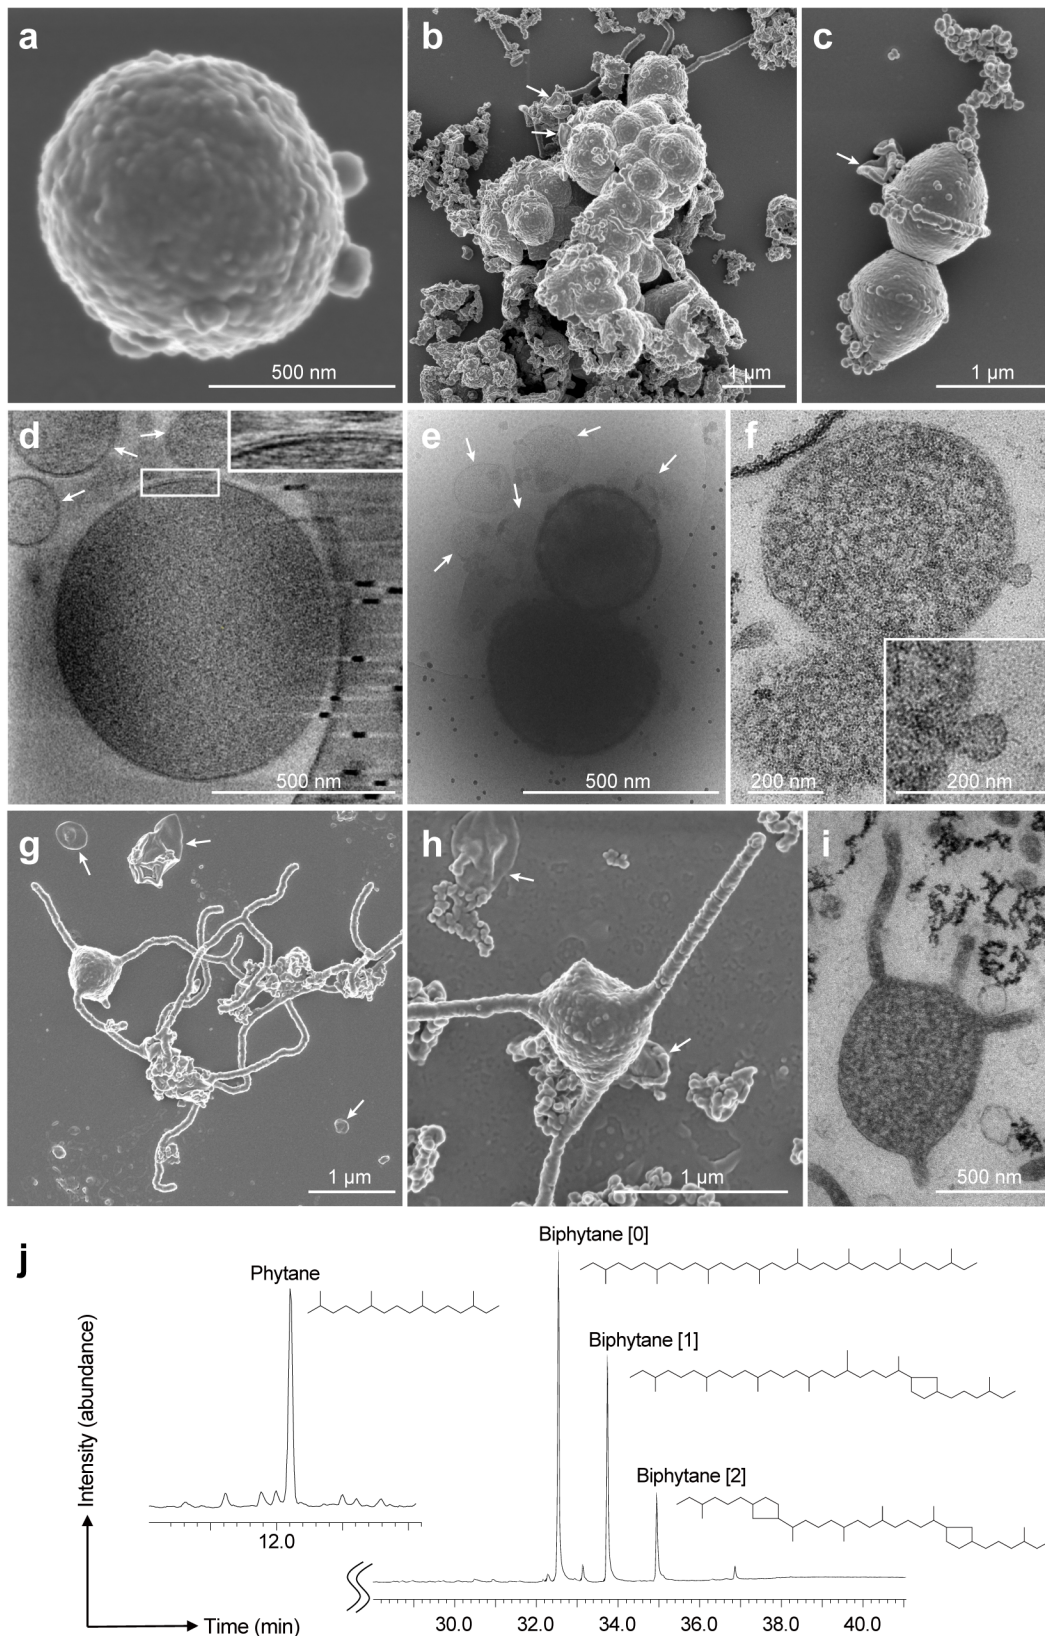 a
500 nm
b
1 µm
c
1 µm
d
500 nm
e
500 nm
f
200 nm
200 nm
g
1 µm
h
1 µm
i
500 nm
j
Biphytane [0]
Phytane
Biphytane [1]
Biphytane [2]
Intensity (abundance)
12.0
Time (min)
30.0 32.0 34.0 36.0 38.0 40.0